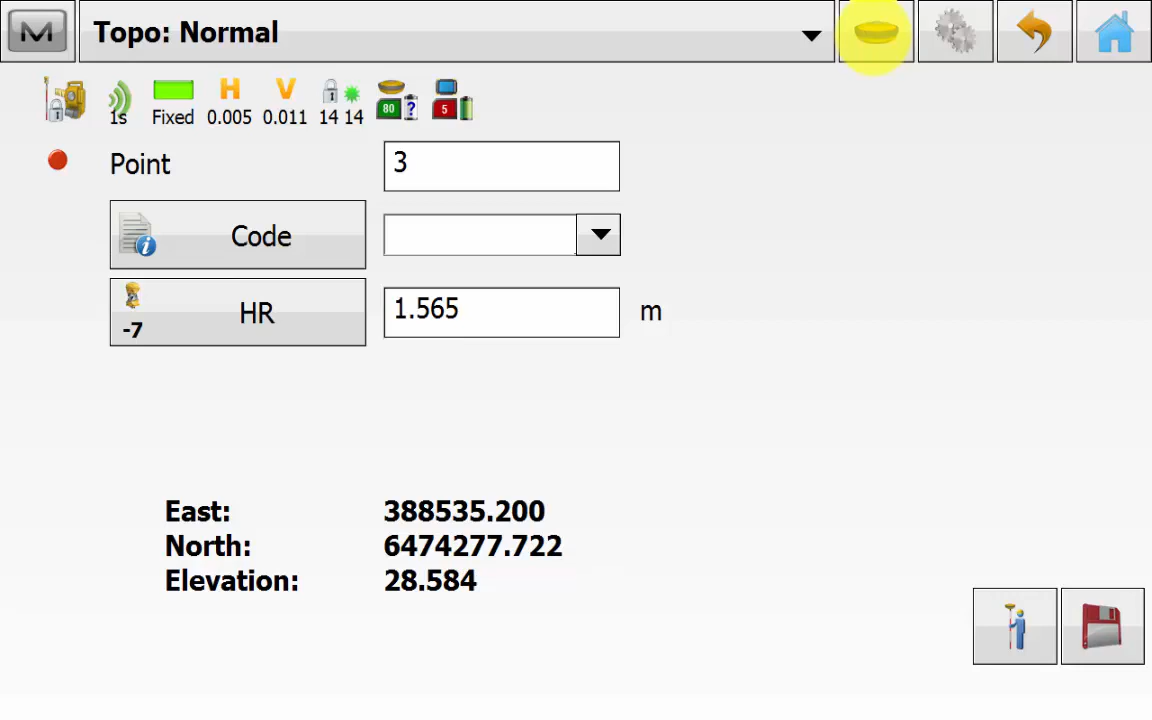 M Topo: Normal
1s Fixed H 0.005 V 0.011 14 14 80 ? 5
Point 3
Code
-7 HR 1.565 m
East: 388535.200
North: 6474277.722
Elevation: 28.584